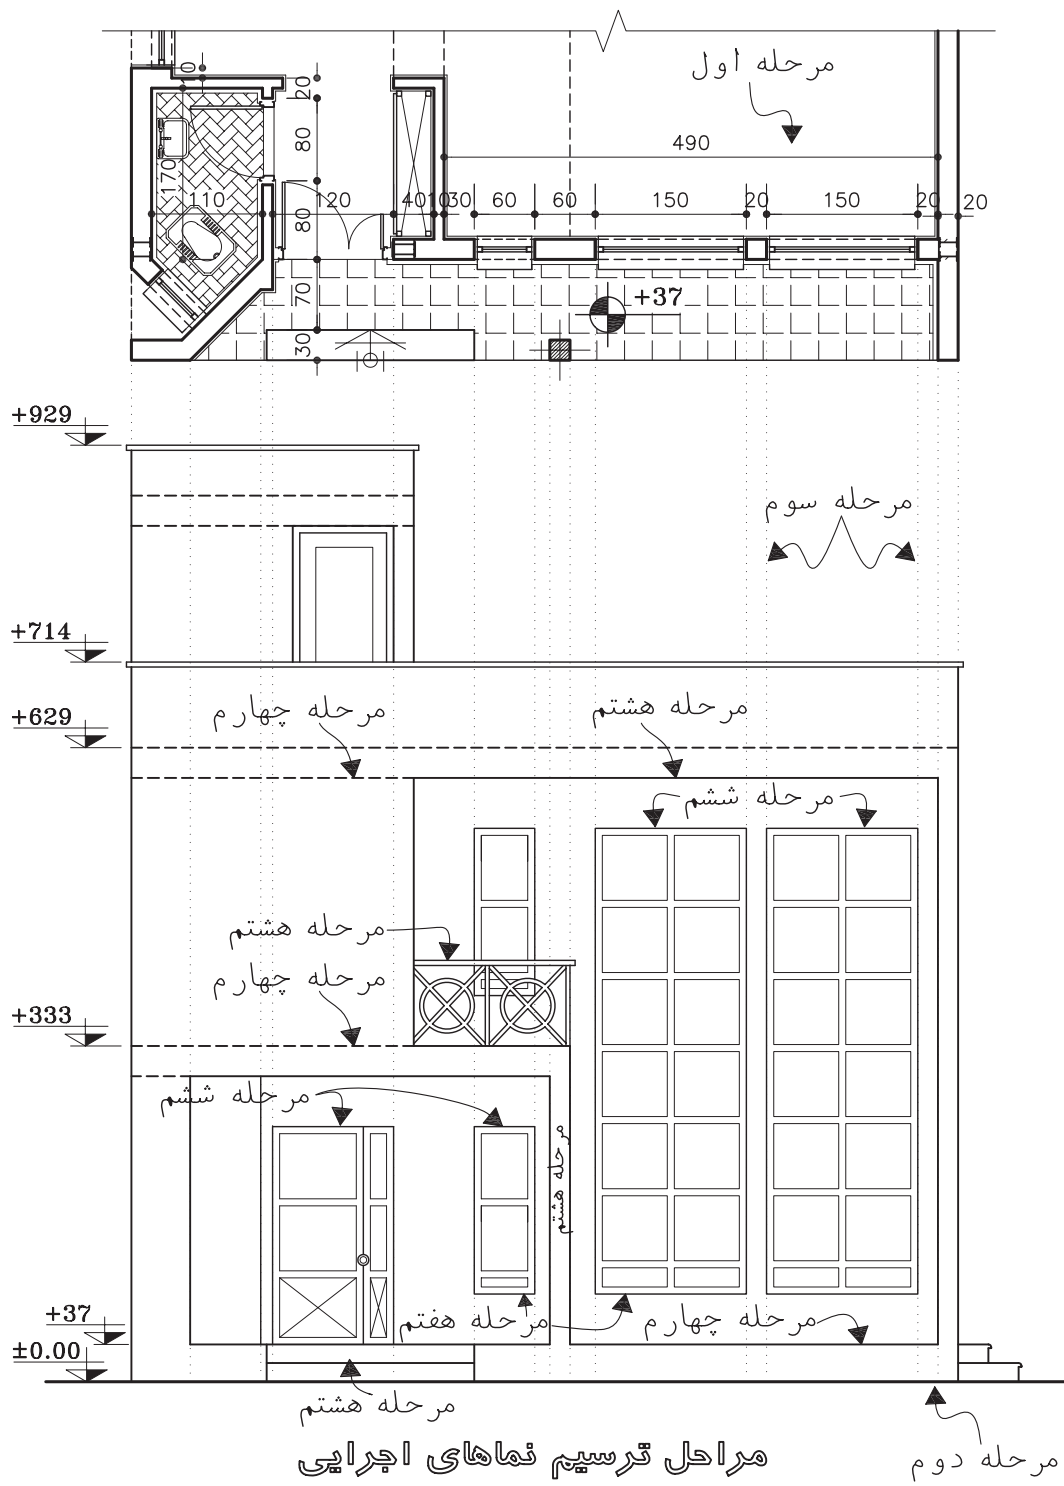 مرحله اول
10
20
490
80
170
110
120
40
10
30
60
60
150
20
150
20
20
80
70
+37
30
+929
مرحله سوم
+714
مرحله چهارم
مرحله هشتم
+629
مرحله ششم
مرحله هشتم
مرحله چهارم
+333
مرحله ششم
مرحله هشتم
+37
مرحله هفتم
مرحله چهارم
±0.00
مرحله هشتم
مراحل ترسیم نماهای اجرایی
مرحله دوم